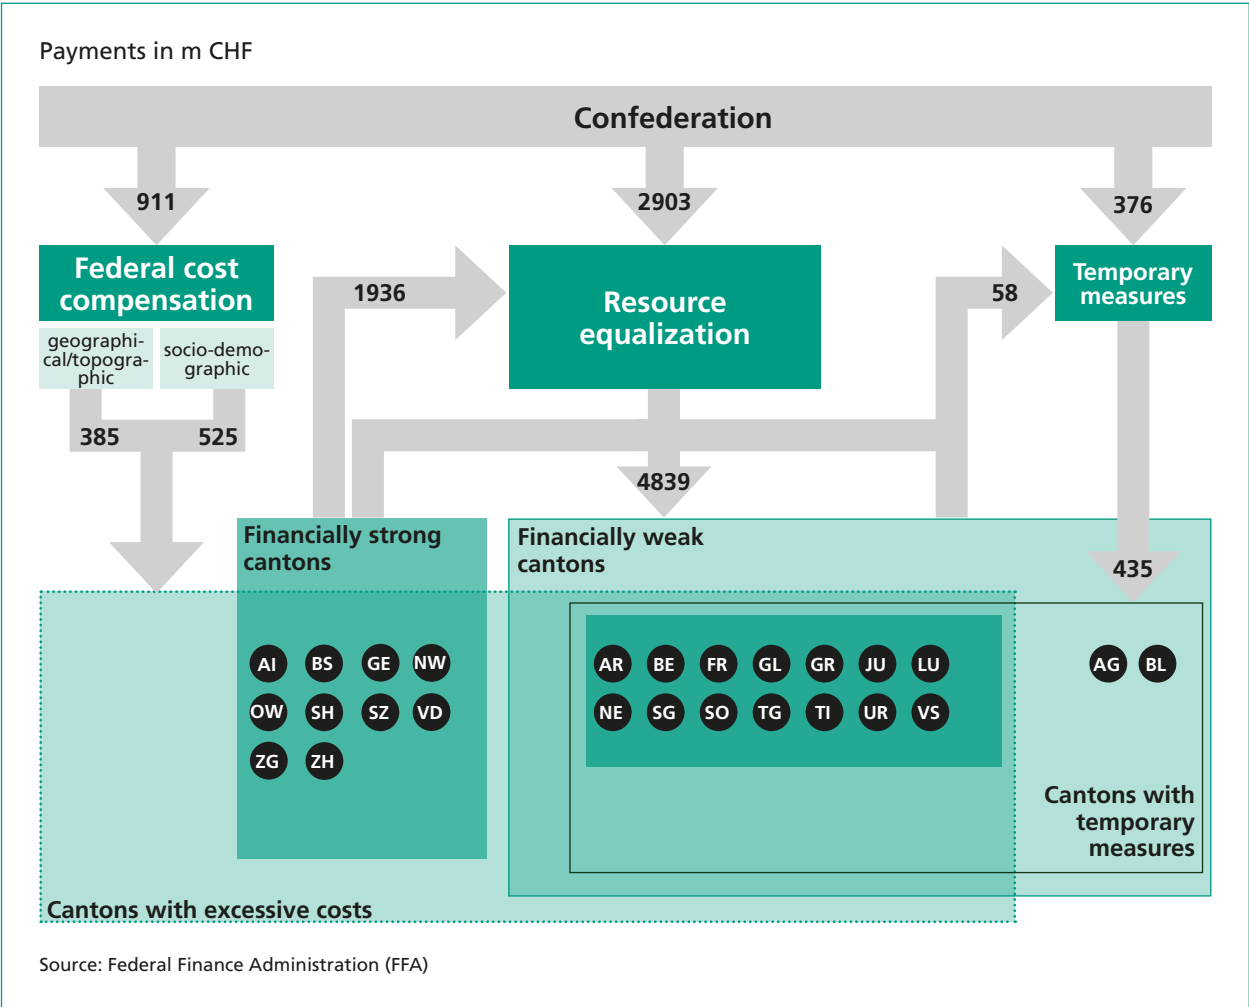 Payments in m CHF
Confederation
911
2903
376
Federal cost
compensation
geographi-
cal/topogra-
phic
socio-demo-
graphic
1936
Resource
equalization
58
Temporary
measures
385
525
4839
Financially strong
cantons
Financially weak
cantons
435
AI BS GE NW
OW SH SZ VD
ZG ZH
AR BE FR GL GR JU LU
NE SG SO TG TI UR VS
AG BL
Cantons with
temporary
measures
Cantons with excessive costs
Source: Federal Finance Administration (FFA)